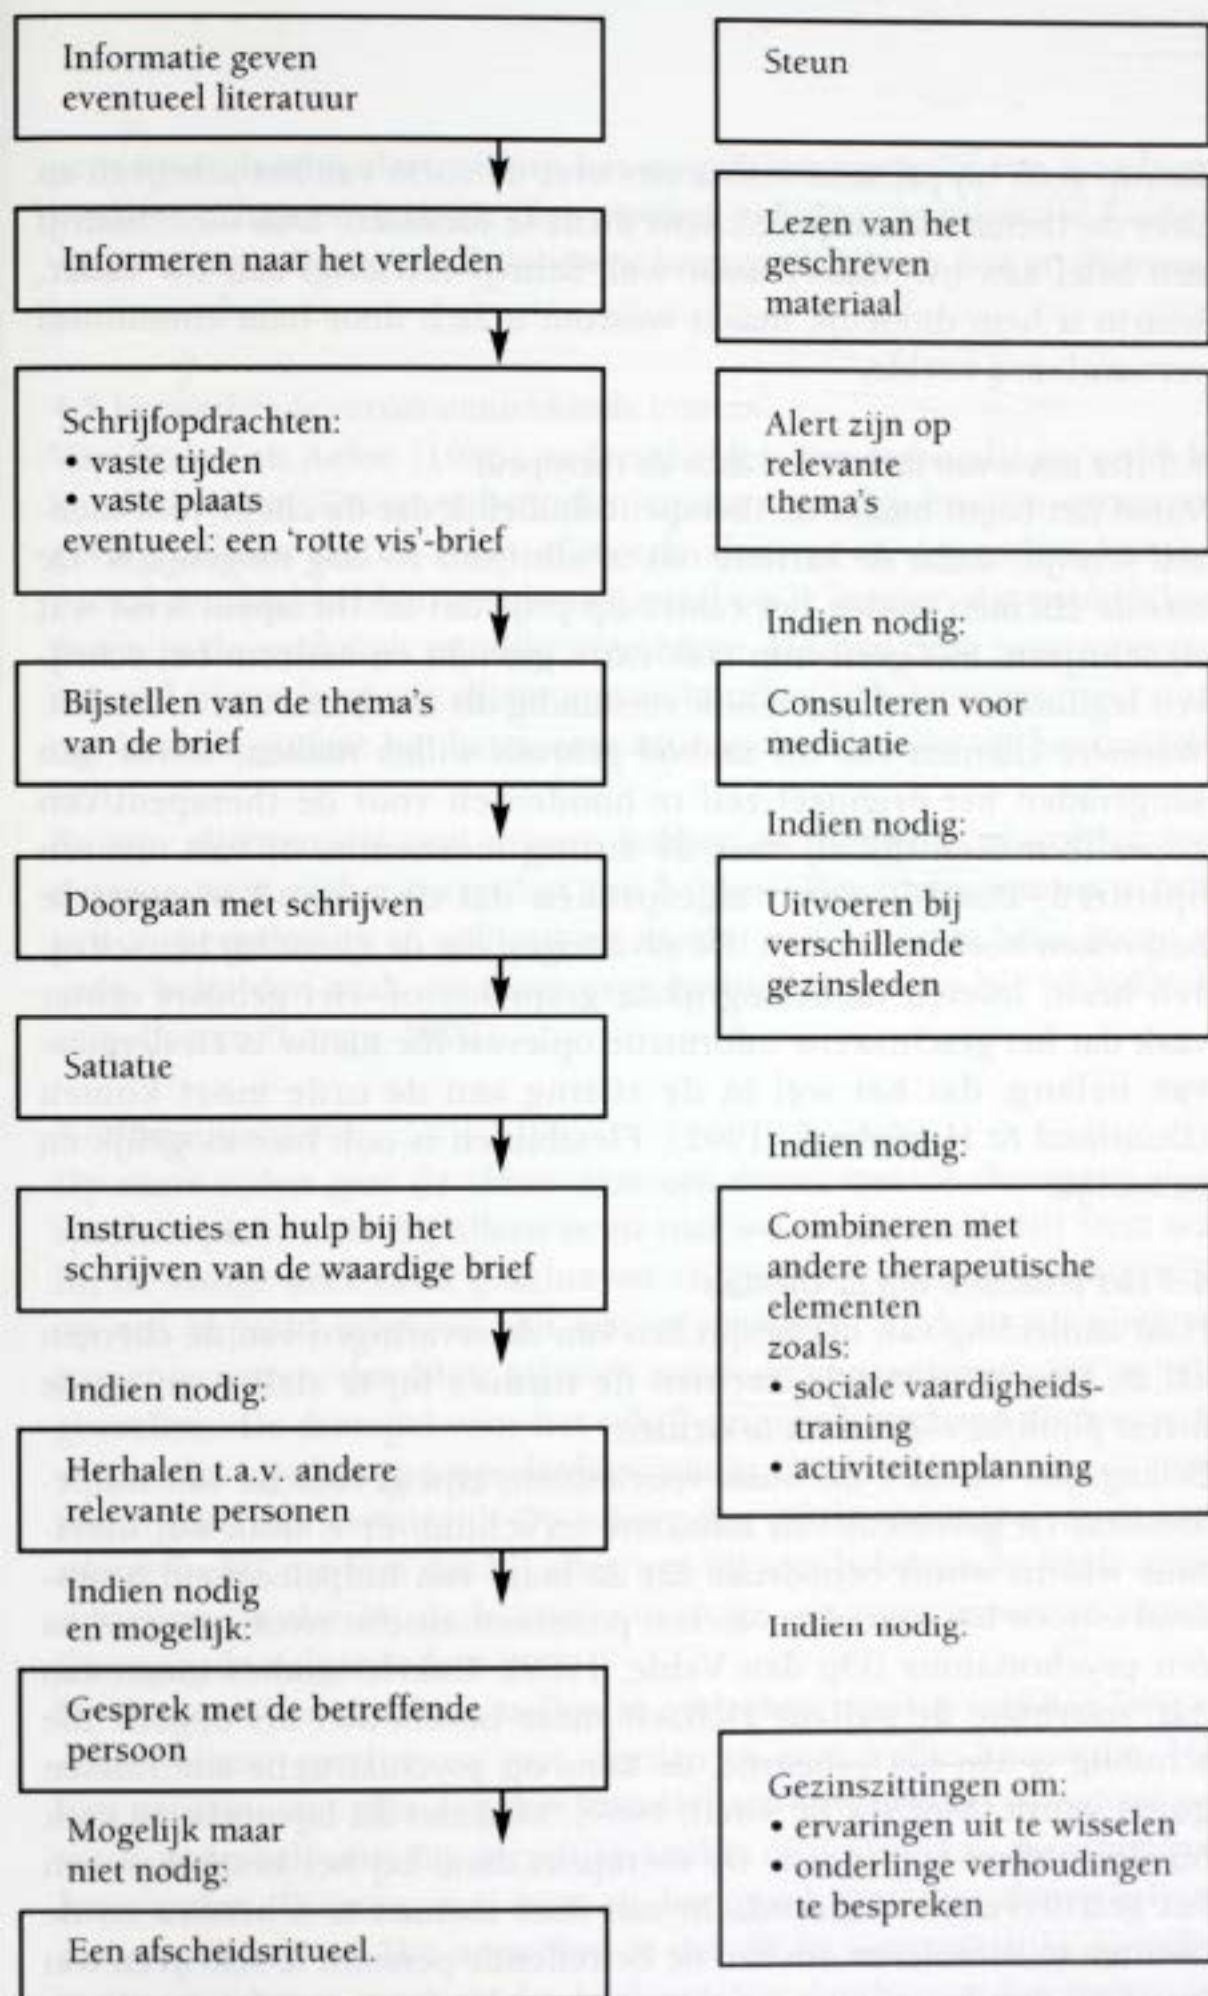 Informatie geven
eventueel literatuur
Informeren naar het verleden
Schrijfopdrachten:
• vaste tijden
• vaste plaats
eventueel: een ‘rotte vis’-brief
Bijstellen van de thema’s
van de brief
Doorgaan met schrijven
Satiatie
Instructies en hulp bij het
schrijven van de waardige brief
Indien nodig:
Herhalen t.a.v. andere
relevante personen
Indien nodig
en mogelijk:
Gesprek met de betreffende
persoon
Mogelijk maar
niet nodig:
Een afscheidsritueel.
Steun
Lezen van het
geschreven
materiaal
Alert zijn op
relevante
thema’s
Indien nodig:
Consulteren voor
medicatie
Indien nodig:
Uitvoeren bij
verschillende
gezinsleden
Indien nodig:
Combineren met
andere therapeutische
elementen
zoals:
• sociale vaardigheids-
training
• activiteitenplanning
Indien nodig:
Gezinszittingen om:
• ervaringen uit te wisselen
• onderlinge verhoudingen
te bespreken